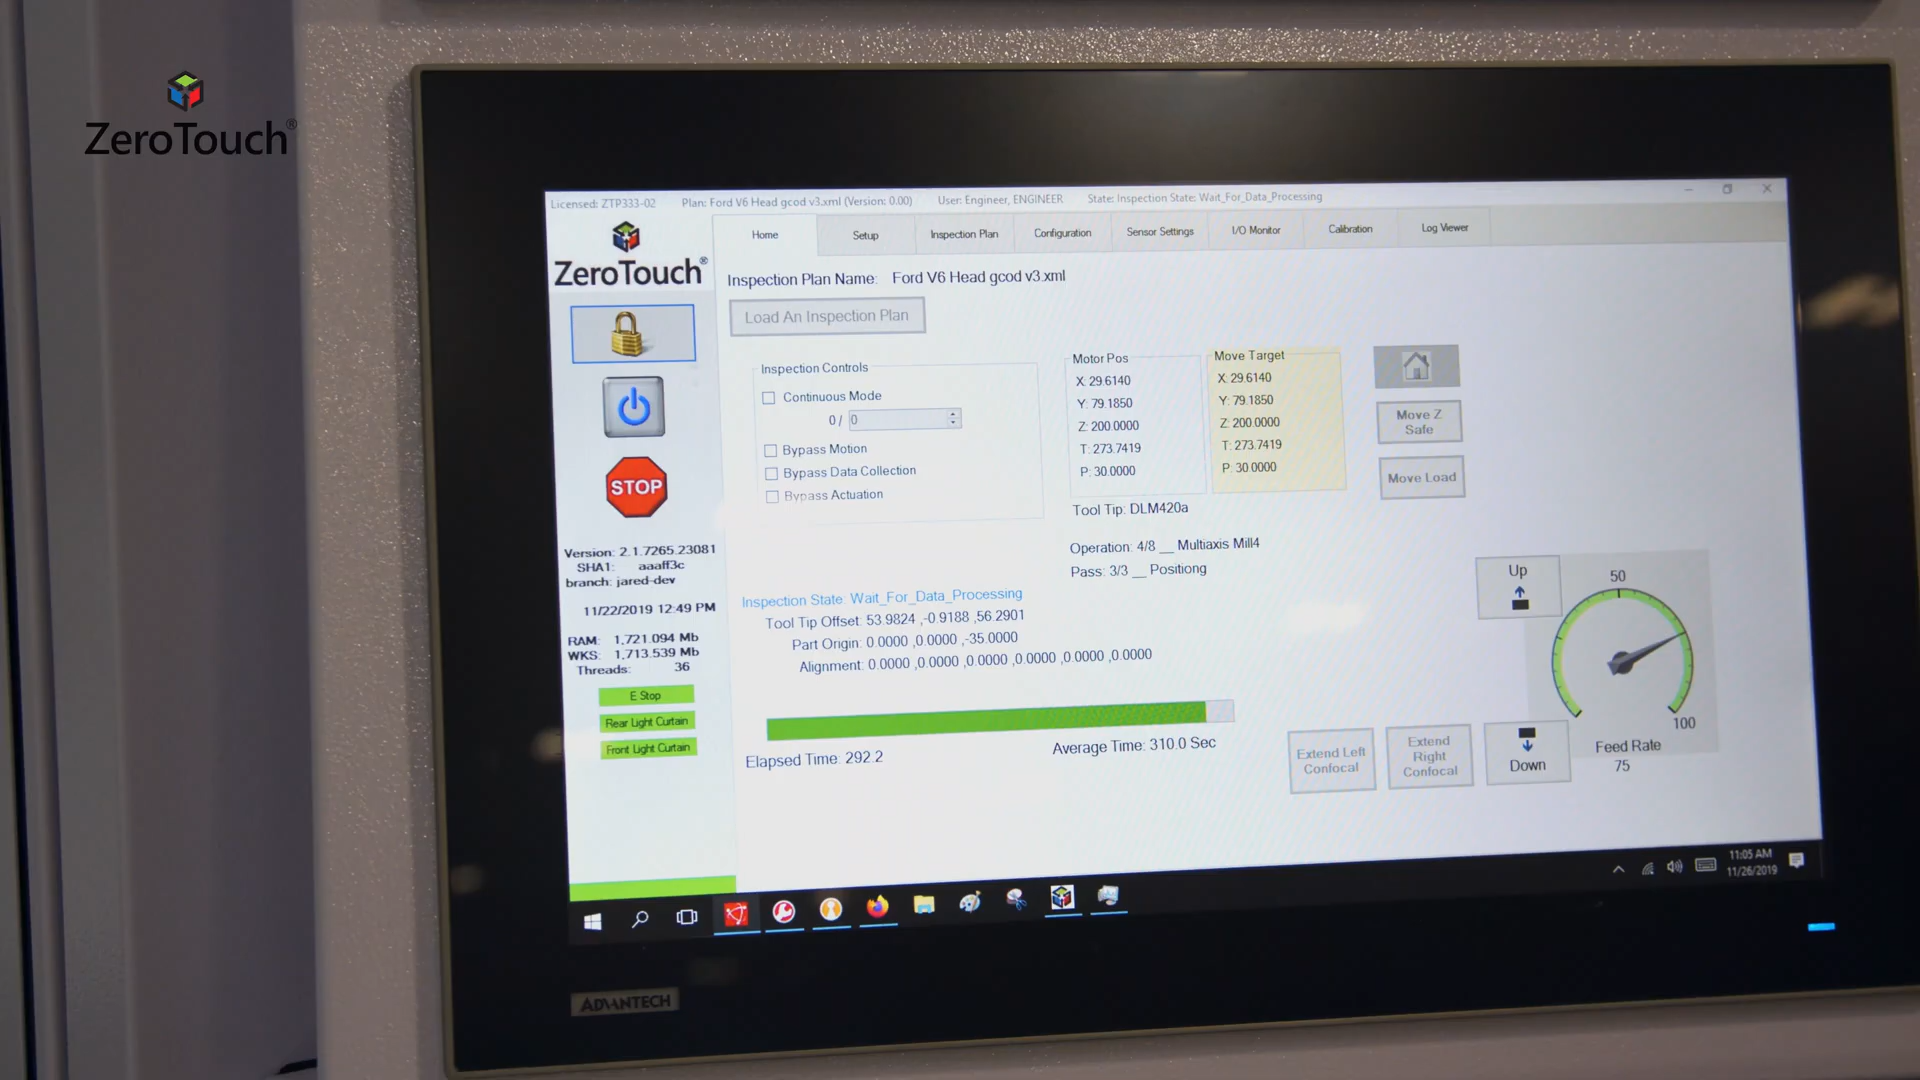 ZeroTouch®
Licensed: ZTP333-02 Plan: Ford V6 Head gcod v3.xml (Version: 0.00) User: Engineer, ENGINEER State: Inspection State: Wait_For_Data_Processing
ZeroTouch®
Home Setup Inspection Plan Configuration Sensor Settings I/O Monitor Calibration Log Viewer
Inspection Plan Name: Ford V6 Head gcod v3.xml
Load An Inspection Plan
Inspection Controls
Continuous Mode
0 / 0
Bypass Motion
Bypass Data Collection
Bypass Actuation
Motor Pos
X: 29.6140
Y: 79.1850
Z: 200.0000
T: 273.7419
P: 30.0000
Move Target
X: 29.6140
Y: 79.1850
Z: 200.0000
T: 273.7419
P: 30.0000
Move Z
Safe
Move Load
Tool Tip: DLM420a
Operation: 4/8 __ Multiaxis Mill4
Pass: 3/3 __ Positiong
STOP
Version: 2.1.7265.23081
SHA1: aaaff3c
branch: jared-dev
11/22/2019 12:49 PM
RAM: 1,721.094 Mb
WKS: 1,713.539 Mb
Threads: 36
E Stop
Rear Light Curtain
Front Light Curtain
Inspection State: Wait_For_Data_Processing
Tool Tip Offset: 53.9824 ,-0.9188 ,56.2901
Part Origin: 0.0000 ,0.0000 ,-35.0000
Alignment: 0.0000 ,0.0000 ,0.0000 ,0.0000 ,0.0000 ,0.0000
Elapsed Time: 292.2
Average Time: 310.0 Sec
Extend Left
Confocal
Extend
Right
Confocal
Up
Down
50
100
Feed Rate
75
11:05 AM
11/26/2019
ADVANTECH